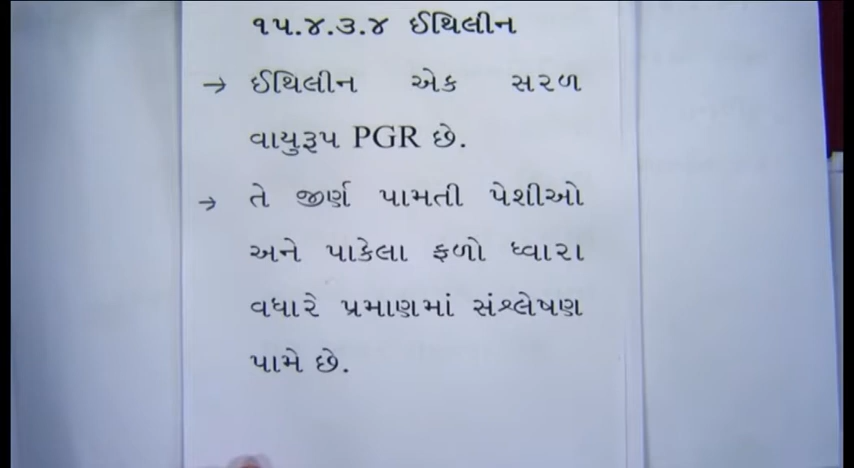 ૧૫.૪.૩.૪ ઈથિલીન
→ ઈથિલીન એક સરળ
વાયુરૂપ PGR છે.
→ તે જીર્ણ પામતી પેશીઓ
અને પાકેલા ફળો ધ્વારા
વધારે પ્રમાણમાં સંશ્લેષણ
પામે છે.